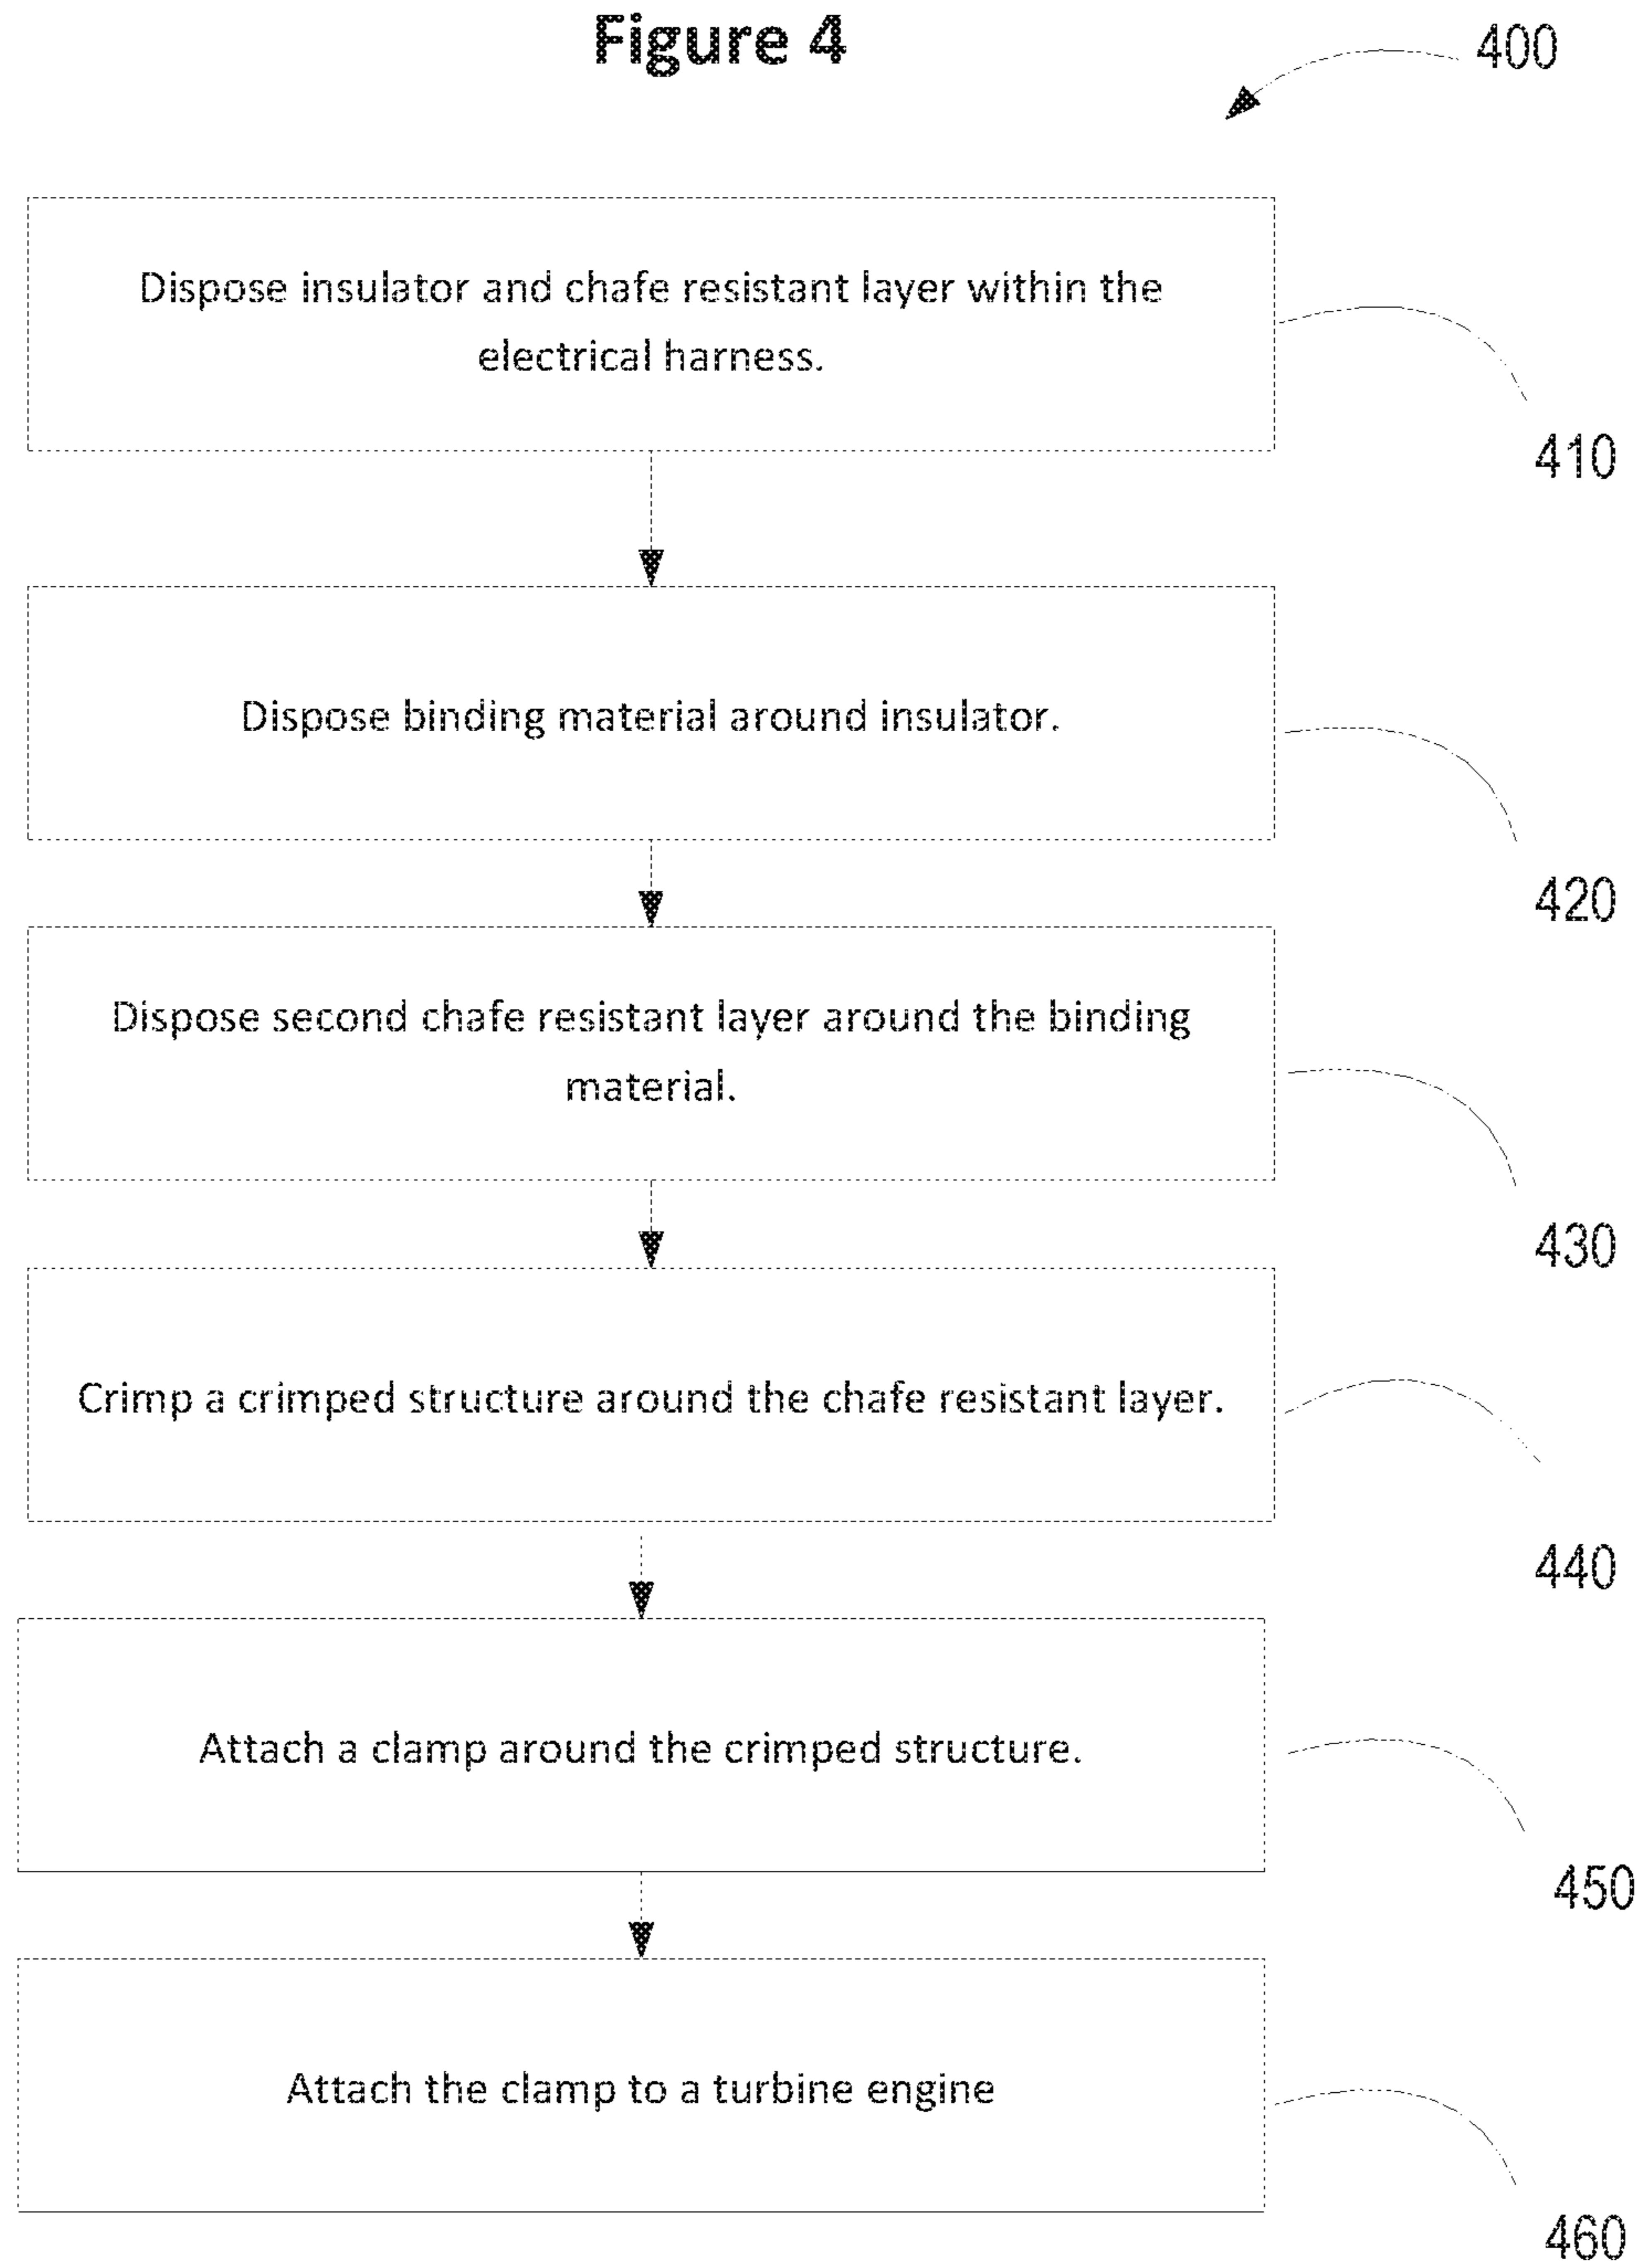 Figure 4
400
Dispose insulator and chafe resistant layer within the
electrical harness.
410
Dispose binding material around insulator.
420
Dispose second chafe resistant layer around the binding
material.
430
Crimp a crimped structure around the chafe resistant layer.
440
Attach a clamp around the crimped structure.
450
Attach the clamp to a turbine engine
460